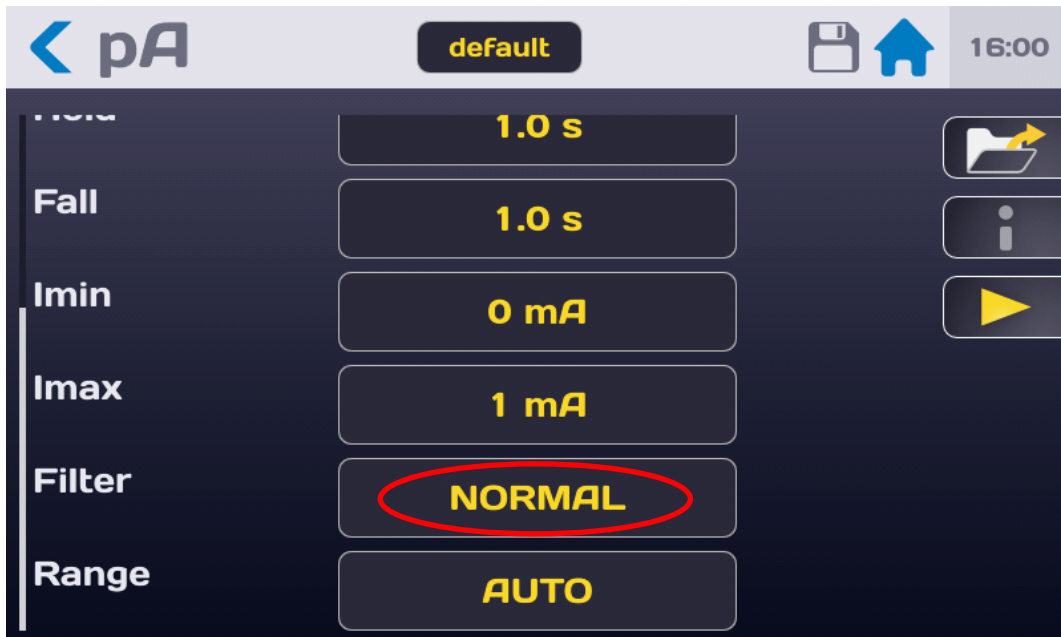 pA default 16:00
1.0 s
Fall 1.0 s
Imin 0 mA
Imax 1 mA
Filter NORMAL
Range AUTO